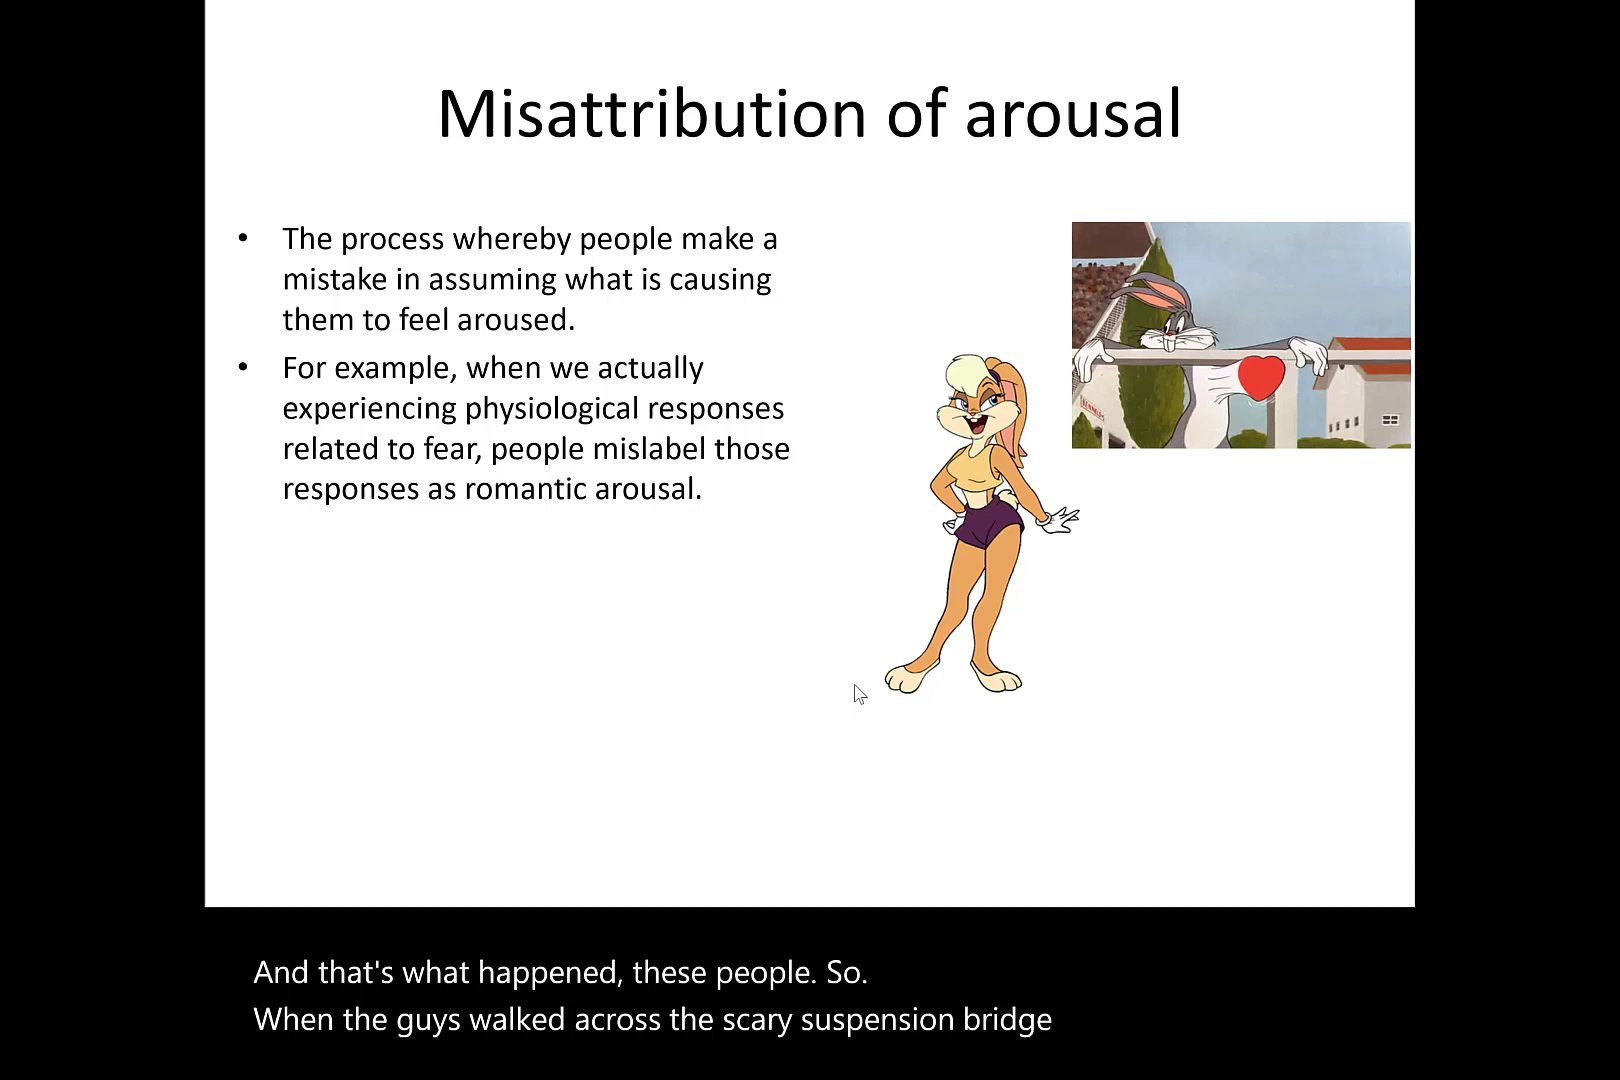 Misattribution of arousal
• The process whereby people make a
mistake in assuming what is causing
them to feel aroused.
• For example, when we actually
experiencing physiological responses
related to fear, people mislabel those
responses as romantic arousal.
And that's what happened, these people. So.
When the guys walked across the scary suspension bridge